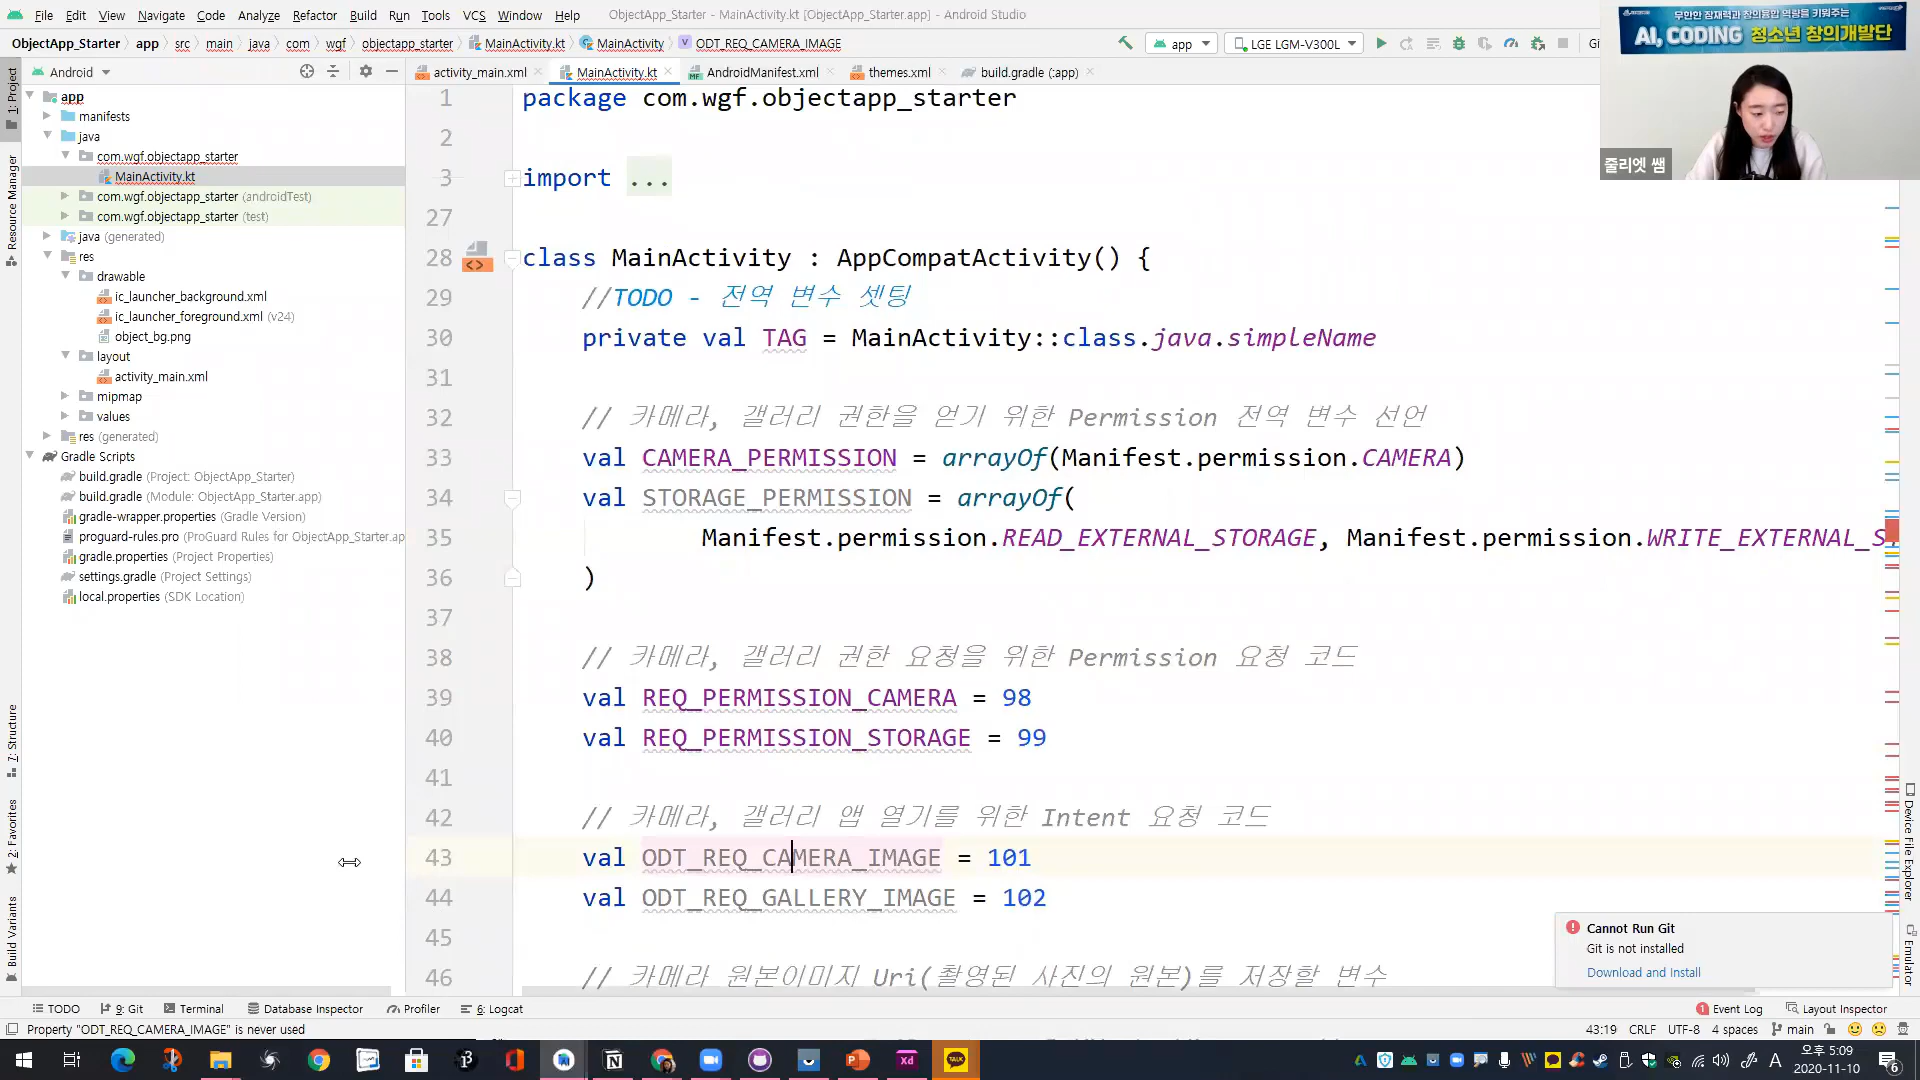 File Edit View Navigate Code Analyze Refactor Build Run Tools VCS Window Help ObjectApp_Starter - MainActivity.kt [ObjectApp_Starter.app] - Android Studio
ObjectApp_Starter app src main java com wgf objectapp_starter MainActivity.kt MainActivity ODT_REQ_CAMERA_IMAGE app LGE LGM-V300L
무한한 잠재력과 창의융합 역량을 키워주는
AI, CODING 청소년 창의개발단
줄리엣 쌤
Android
activity_main.xml MainActivity.kt AndroidManifest.xml themes.xml build.gradle (:app)
1: Project
Resource Manager
7: Structure
2: Favorites
Build Variants
app
manifests
java
com.wgf.objectapp_starter
MainActivity.kt
com.wgf.objectapp_starter (androidTest)
com.wgf.objectapp_starter (test)
java (generated)
res
drawable
ic_launcher_background.xml
ic_launcher_foreground.xml (v24)
object_bg.png
layout
activity_main.xml
mipmap
values
res (generated)
Gradle Scripts
build.gradle (Project: ObjectApp_Starter)
build.gradle (Module: ObjectApp_Starter.app)
gradle-wrapper.properties (Gradle Version)
proguard-rules.pro (ProGuard Rules for ObjectApp_Starter.ap
gradle.properties (Project Properties)
settings.gradle (Project Settings)
local.properties (SDK Location)
1 package com.wgf.objectapp_starter
2
3 import ...
27
28 class MainActivity : AppCompatActivity() {
29 //TODO - 전역 변수 셋팅
30 private val TAG = MainActivity::class.java.simpleName
31
32 // 카메라, 갤러리 권한을 얻기 위한 Permission 전역 변수 선언
33 val CAMERA_PERMISSION = arrayOf(Manifest.permission.CAMERA)
34 val STORAGE_PERMISSION = arrayOf(
35 Manifest.permission.READ_EXTERNAL_STORAGE, Manifest.permission.WRITE_EXTERNAL_S
36 )
37
38 // 카메라, 갤러리 권한 요청을 위한 Permission 요청 코드
39 val REQ_PERMISSION_CAMERA = 98
40 val REQ_PERMISSION_STORAGE = 99
41
42 // 카메라, 갤러리 앱 열기를 위한 Intent 요청 코드
43 val ODT_REQ_CAMERA_IMAGE = 101
44 val ODT_REQ_GALLERY_IMAGE = 102
45
46 // 카메라 원본이미지 Uri(촬영된 사진의 원본)를 저장할 변수
Device File Explorer
Emulator
Cannot Run Git
Git is not installed
Download and Install
TODO 9: Git Terminal Database Inspector Profiler 6: Logcat Event Log Layout Inspector
Property "ODT_REQ_CAMERA_IMAGE" is never used 43:19 CRLF UTF-8 4 spaces main
오후 5:09
2020-11-10